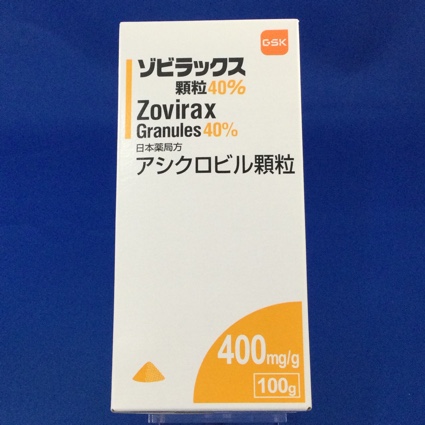 GSK
ゾビラックス
顆粒40%
Zovirax
Granules 40%
日本薬局方
アシクロビル顆粒
400mg/g
100g